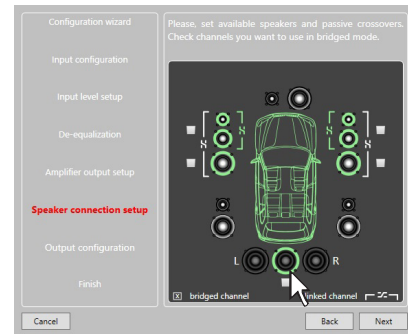 Configuration wizard
Input configuration
Input level setup
De-equalization
Amplifier output setup
Speaker connection setup
Output configuration
Finish
Please, set available speakers and passive crossovers.
Check channels you want to use in bridged mode.
L R
X bridged channel linked channel
Cancel Back Next